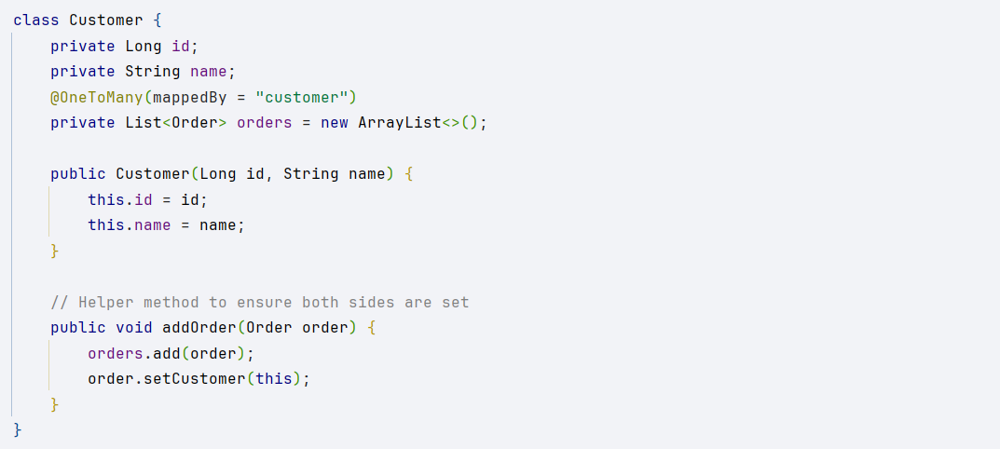 class Customer {
    private Long id;
    private String name;
    @OneToMany(mappedBy = "customer")
    private List<Order> orders = new ArrayList<>();

    public Customer(Long id, String name) {
        this.id = id;
        this.name = name;
    }

    // Helper method to ensure both sides are set
    public void addOrder(Order order) {
        orders.add(order);
        order.setCustomer(this);
    }
}